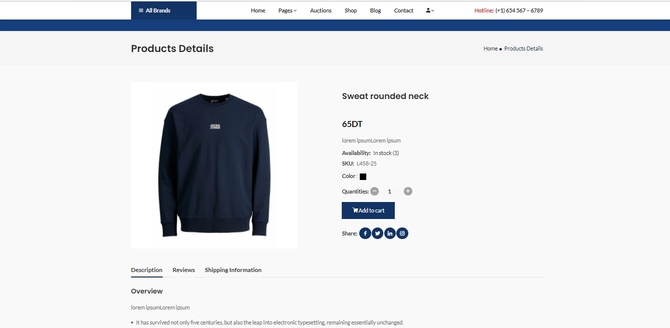 All Brands
Home Pages Auctions Shop Blog Contact
Hotline: (+1) 654 567 – 6789
Products Details
Home Products Details
Sweat rounded neck
65DT
lorem ipsumLorem ipsum
Availability: In stock (3)
SKU: L458-25
Color :
Quantities: 1
Add to cart
Share:
Description Reviews Shipping Information
Overview
lorem ipsumLorem ipsum
It has survived not only five centuries, but also the leap into electronic typesetting, remaining essentially unchanged.